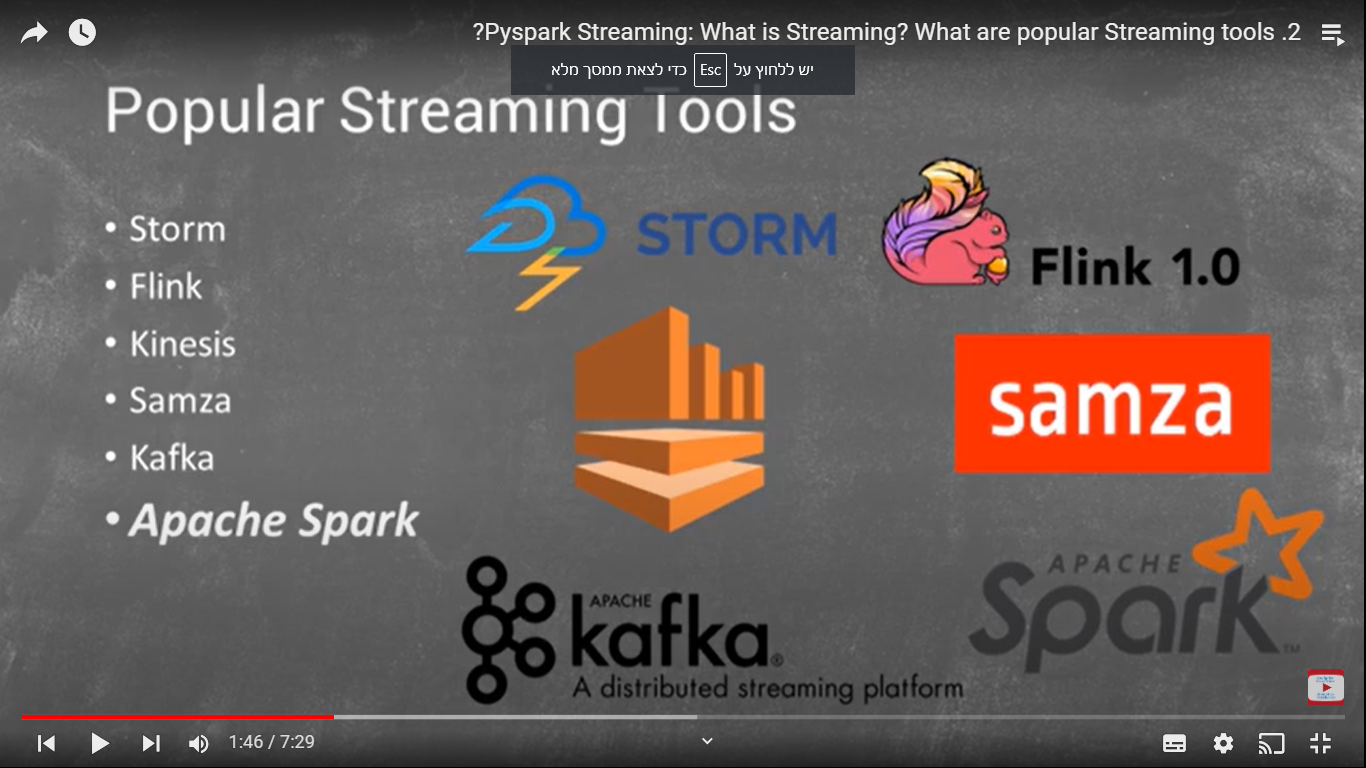 2. Pyspark Streaming: What is Streaming? What are popular Streaming tools?
יש ללחוץ על Esc כדי לצאת ממסך מלא
Popular Streaming Tools
• Storm
• Flink
• Kinesis
• Samza
• Kafka
• Apache Spark
STORM
Flink 1.0
samza
APACHE
kafka®
A distributed streaming platform
APACHE
Spark™
1:46 / 7:29